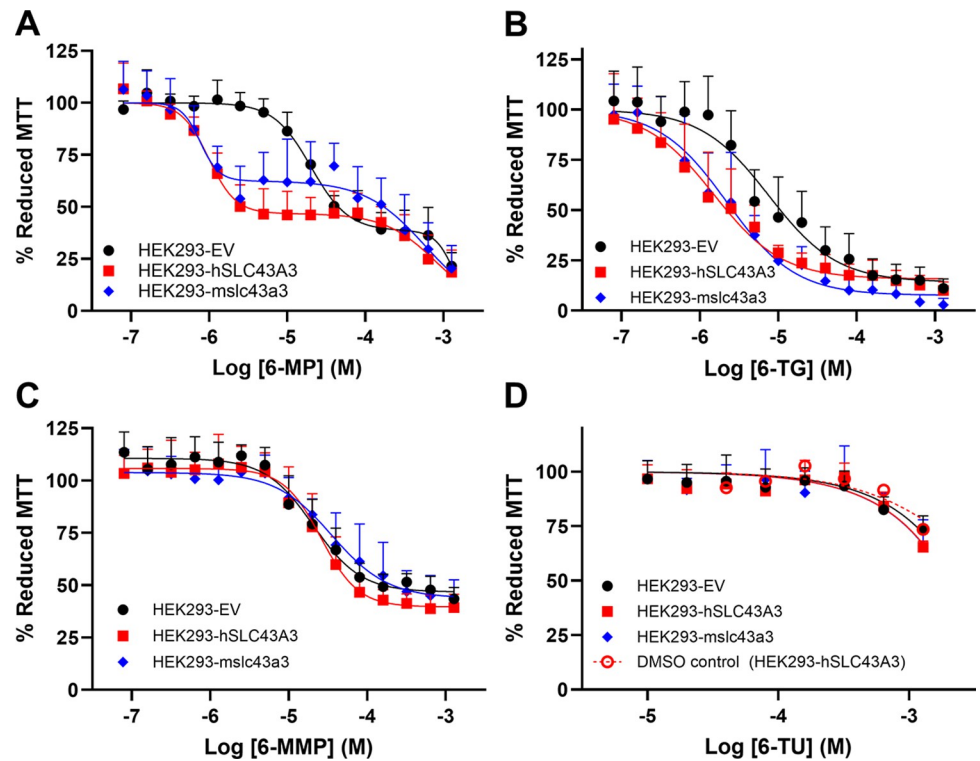 A
% Reduced MTT
125
100
75
50
25
0
HEK293-EV
HEK293-hSLC43A3
HEK293-mslc43a3
-7 -6 -5 -4 -3
Log [6-MP] (M)
B
% Reduced MTT
125
100
75
50
25
0
HEK293-EV
HEK293-hSLC43A3
HEK293-mslc43a3
-7 -6 -5 -4 -3
Log [6-TG] (M)
C
% Reduced MTT
125
100
75
50
25
0
HEK293-EV
HEK293-hSLC43A3
HEK293-mslc43a3
-7 -6 -5 -4 -3
Log [6-MMP] (M)
D
% Reduced MTT
100
75
50
25
0
HEK293-EV
HEK293-hSLC43A3
HEK293-mslc43a3
DMSO control (HEK293-hSLC43A3)
-5 -4 -3
Log [6-TU] (M)